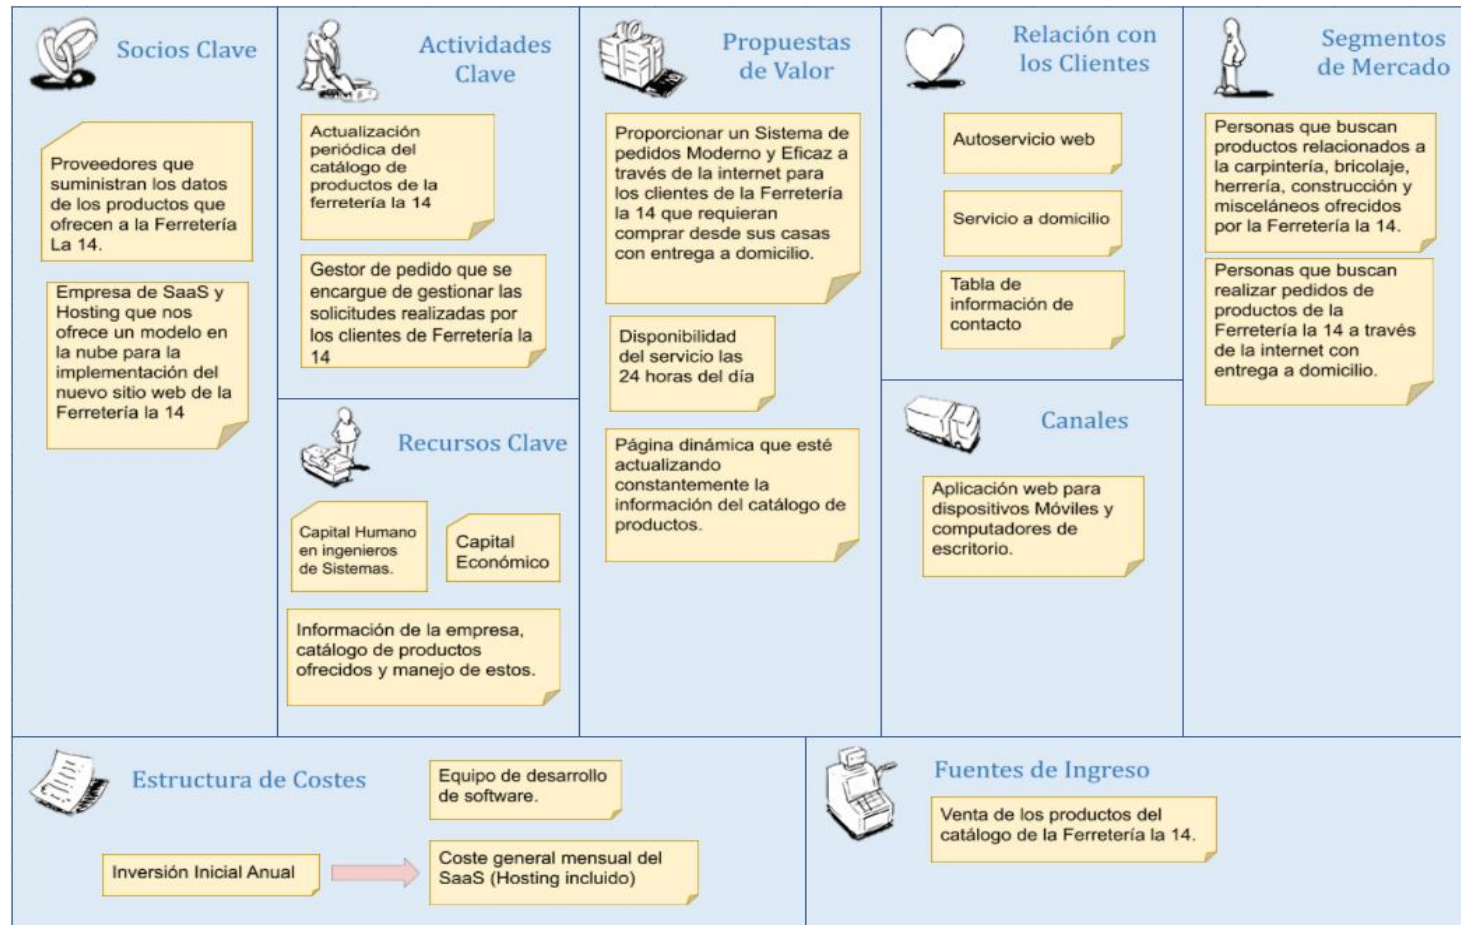 Socios Clave
Proveedores que
suministran los datos
de los productos que
ofrecen a la Ferretería
La 14.
Empresa de SaaS y
Hosting que nos
ofrece un modelo en
la nube para la
implementación del
nuevo sitio web de la
Ferretería la 14
Actividades
Clave
Actualización
periódica del
catálogo de
productos de la
ferretería la 14
Gestor de pedido que se
encargue de gestionar las
solicitudes realizadas por
los clientes de Ferretería la
14
Recursos Clave
Capital Humano
en ingenieros
de Sistemas.
Capital
Económico
Información de la empresa,
catálogo de productos
ofrecidos y manejo de estos.
Propuestas
de Valor
Proporcionar un Sistema de
pedidos Moderno y Eficaz a
través de la internet para
los clientes de la Ferretería
la 14 que requieran
comprar desde sus casas
con entrega a domicilio.
Disponibilidad
del servicio las
24 horas del día
Página dinámica que esté
actualizando
constantemente la
información del catálogo de
productos.
Relación con
los Clientes
Autoservicio web
Servicio a domicilio
Tabla de
información de
contacto
Canales
Aplicación web para
dispositivos Móviles y
computadores de
escritorio.
Segmentos
de Mercado
Personas que buscan
productos relacionados a
la carpintería, bricolaje,
herrería, construcción y
misceláneos ofrecidos
por la Ferretería la 14.
Personas que buscan
realizar pedidos de
productos de la
Ferretería la 14 a través
de la internet con
entrega a domicilio.
Estructura de Costes
Equipo de desarrollo
de software.
Inversión Inicial Anual
Coste general mensual del
SaaS (Hosting incluido)
Fuentes de Ingreso
Venta de los productos del
catálogo de la Ferretería la 14.